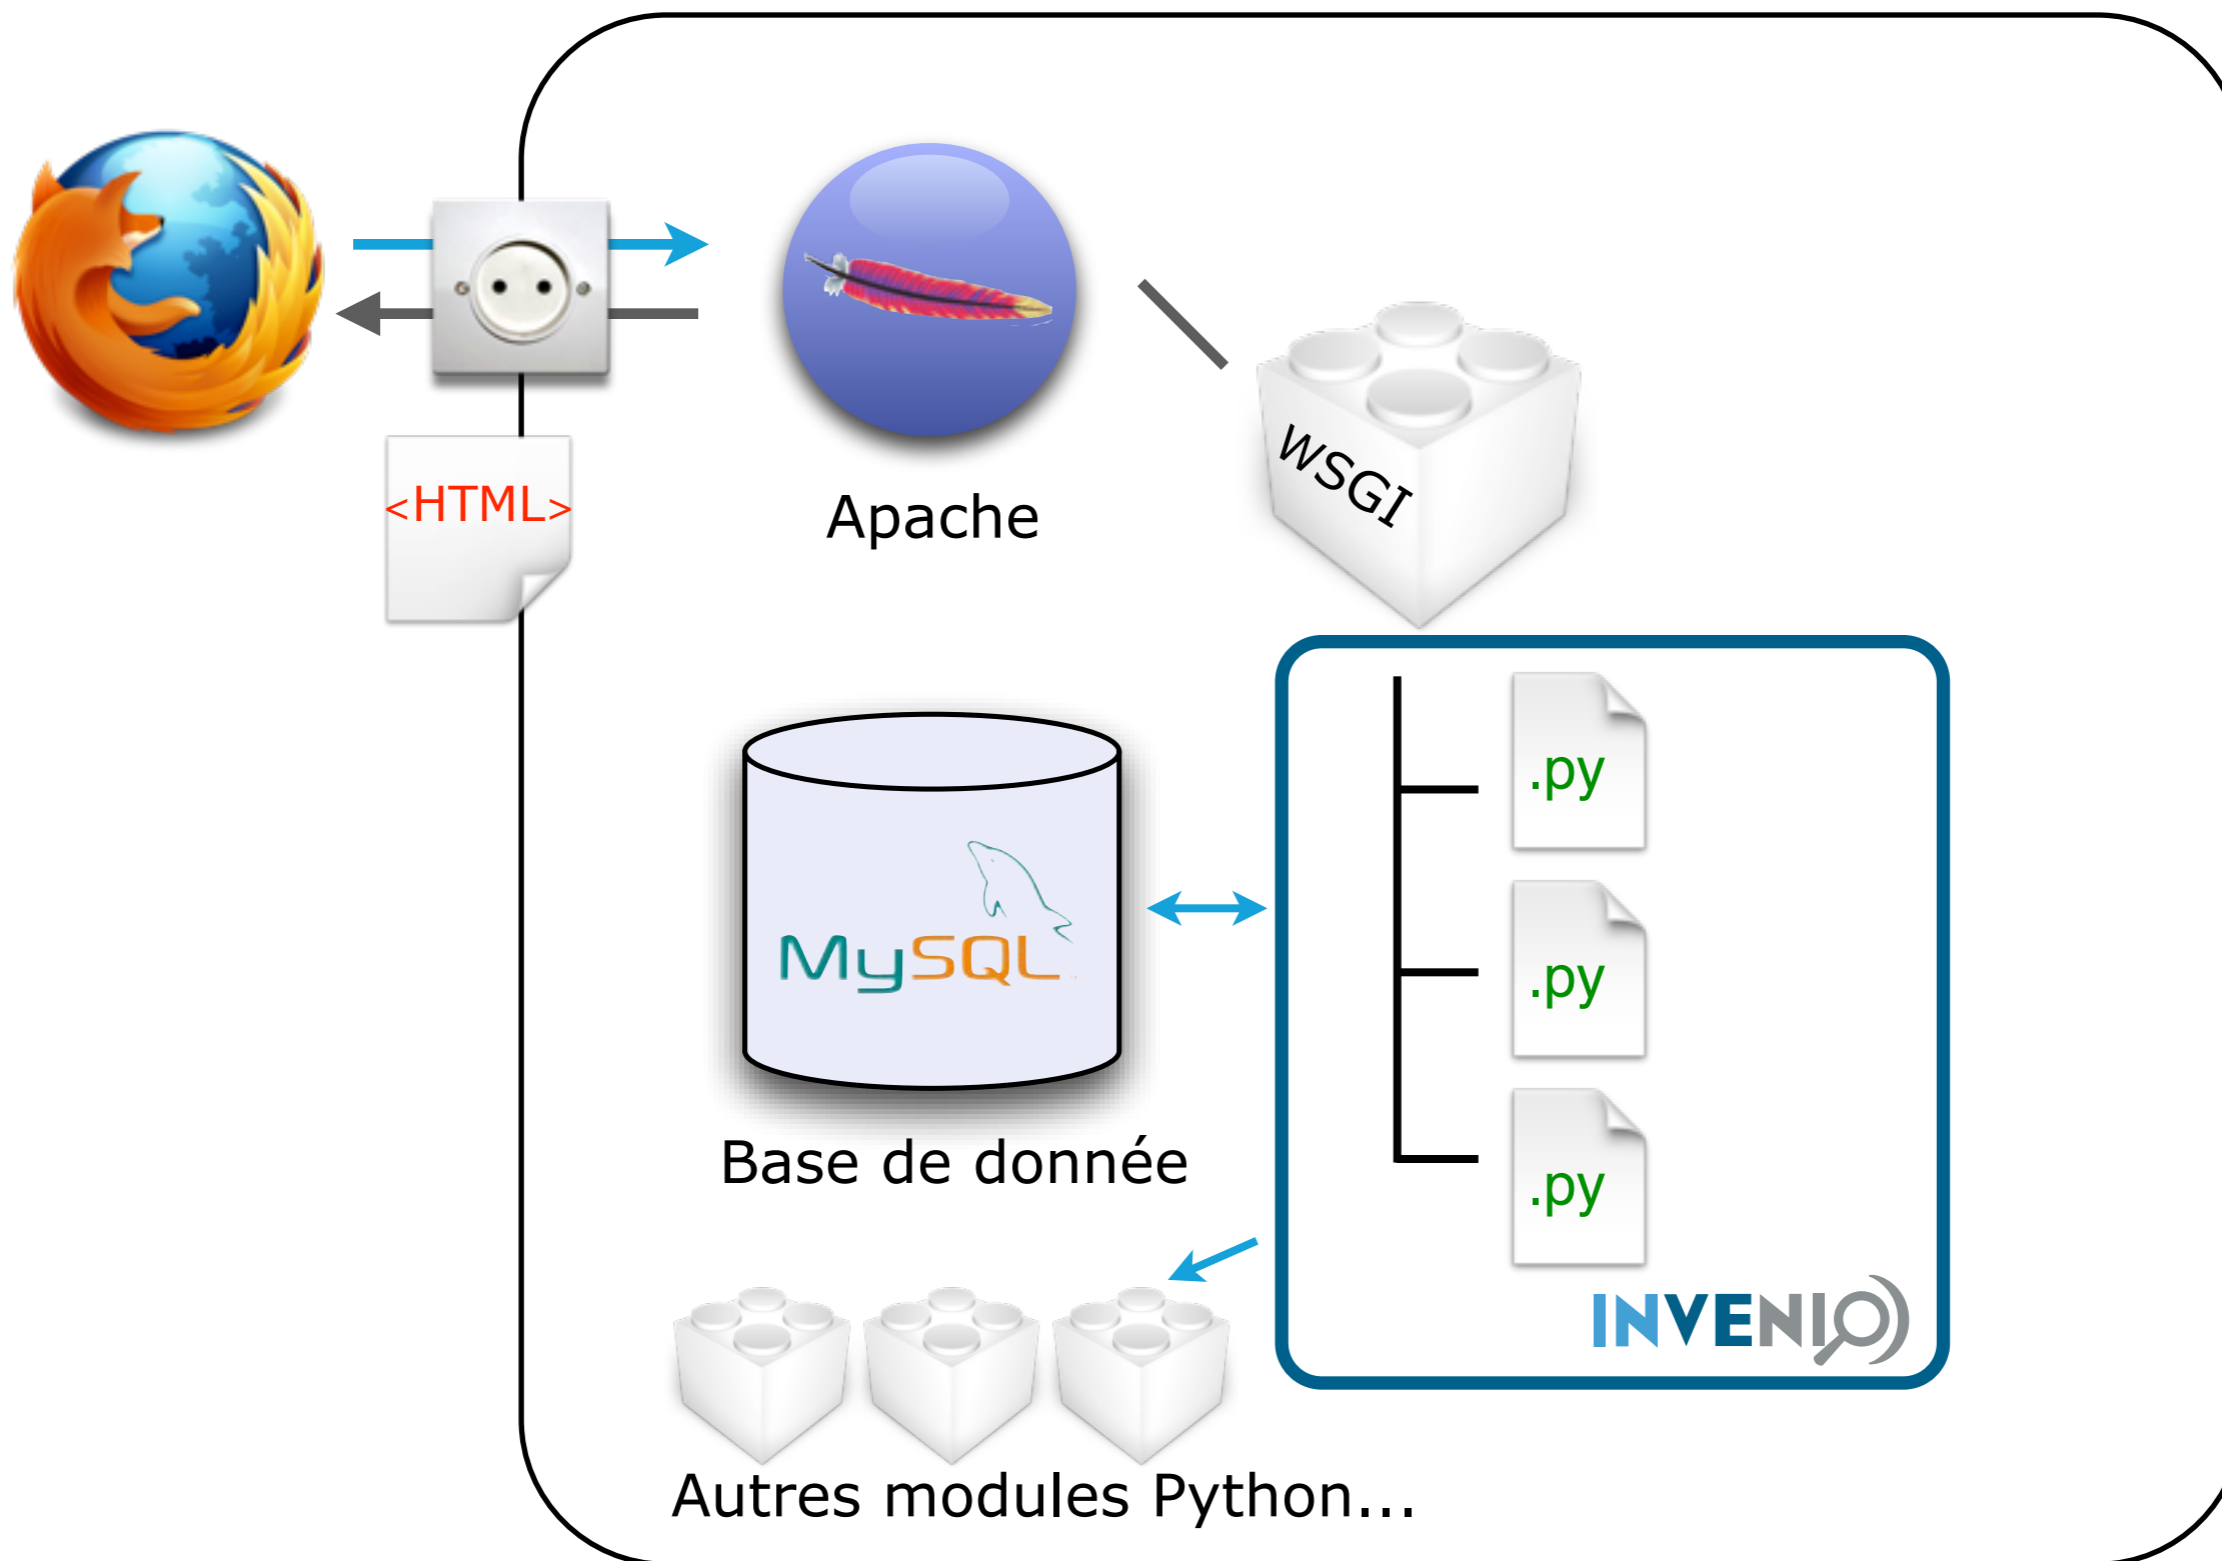 <HTML>
Apache
WSGI
MySQL
Base de donnée
.py
.py
.py
INVENIO
Autres modules Python...